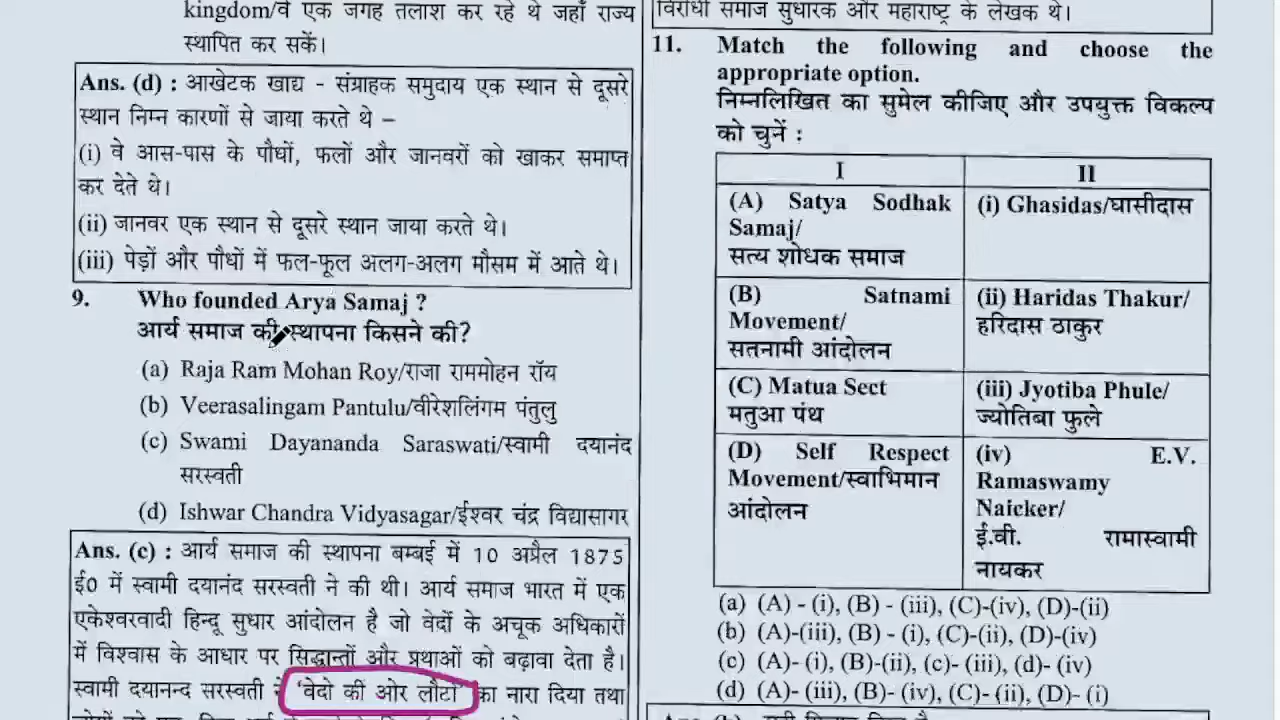 kingdom/वे एक जगह तलाश कर रहे थे जहाँ राज्य
स्थापित कर सकें।
Ans. (d) : आखेटक खाद्य - संग्राहक समुदाय एक स्थान से दूसरे
स्थान निम्न कारणों से जाया करते थे –
(i) वे आस-पास के पौधों, फलों और जानवरों को खाकर समाप्त
कर देते थे।
(ii) जानवर एक स्थान से दूसरे स्थान जाया करते थे।
(iii) पेड़ों और पौधों में फल-फूल अलग-अलग मौसम में आते थे।
9. Who founded Arya Samaj ?
आर्य समाज की स्थापना किसने की?
(a) Raja Ram Mohan Roy/राजा राममोहन रॉय
(b) Veerasalingam Pantulu/वीरेशलिंगम पंतुलु
(c) Swami Dayananda Saraswati/स्वामी दयानंद
सरस्वती
(d) Ishwar Chandra Vidyasagar/ईश्वर चंद्र विद्यासागर
Ans. (c) : आर्य समाज की स्थापना बम्बई में 10 अप्रैल 1875
ई0 में स्वामी दयानंद सरस्वती ने की थी। आर्य समाज भारत में एक
एकेश्वरवादी हिन्दू सुधार आंदोलन है जो वेदों के अचूक अधिकारों
में विश्वास के आधार पर सिद्धान्तों और प्रथाओं को बढ़ावा देता है।
स्वामी दयानन्द सरस्वती ने 'वेदो की ओर लौटो' का नारा दिया तथा
विरोधी समाज सुधारक और महाराष्ट्र के लेखक थे।
11. Match the following and choose the
appropriate option.
निम्नलिखित का सुमेल कीजिए और उपयुक्त विकल्प
को चुनें :
I II
(A) Satya Sodhak (i) Ghasidas/घासीदास
Samaj/
सत्य शोधक समाज
(B) Satnami (ii) Haridas Thakur/
Movement/ हरिदास ठाकुर
सतनामी आंदोलन
(C) Matua Sect (iii) Jyotiba Phule/
मतुआ पंथ ज्योतिबा फुले
(D) Self Respect (iv) E.V.
Movement/स्वाभिमान Ramaswamy
आंदोलन Naicker/
ई.वी. रामास्वामी
नायकर
(a) (A) - (i), (B) - (iii), (C)-(iv), (D)-(ii)
(b) (A)-(iii), (B) - (i), (C)-(ii), (D)-(iv)
(c) (A)- (i), (B)-(ii), (c)- (iii), (d)- (iv)
(d) (A)- (iii), (B)- (iv), (C)- (ii), (D)- (i)